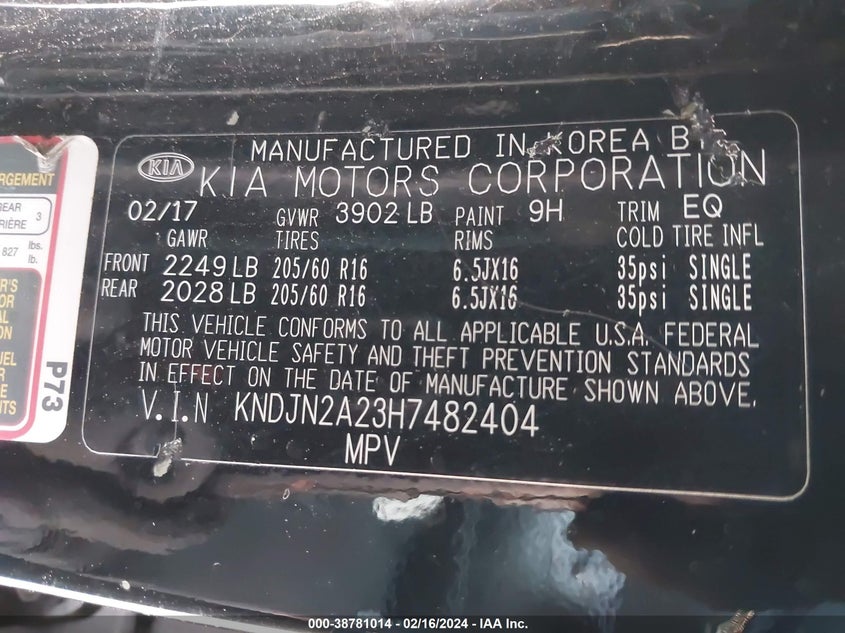 MANUFACTURED IN KOREA BY
KIA KIA MOTORS CORPORATION
02/17 GVWR 3902 LB PAINT 9H TRIM EQ
GAWR TIRES RIMS COLD TIRE INFL
FRONT 2249 LB 205/60 R16 6.5JX16 35psi SINGLE
REAR 2028 LB 205/60 R16 6.5JX16 35psi SINGLE
THIS VEHICLE CONFORMS TO ALL APPLICABLE U.S.A. FEDERAL
MOTOR VEHICLE SAFETY AND THEFT PREVENTION STANDARDS
IN EFFECT ON THE DATE OF MANUFACTURE SHOWN ABOVE.
V.I.N KNDJN2A23H7482404
MPV
3
827 lbs.
lb.
P73
000-38781014 - 02/16/2024 - IAA Inc.